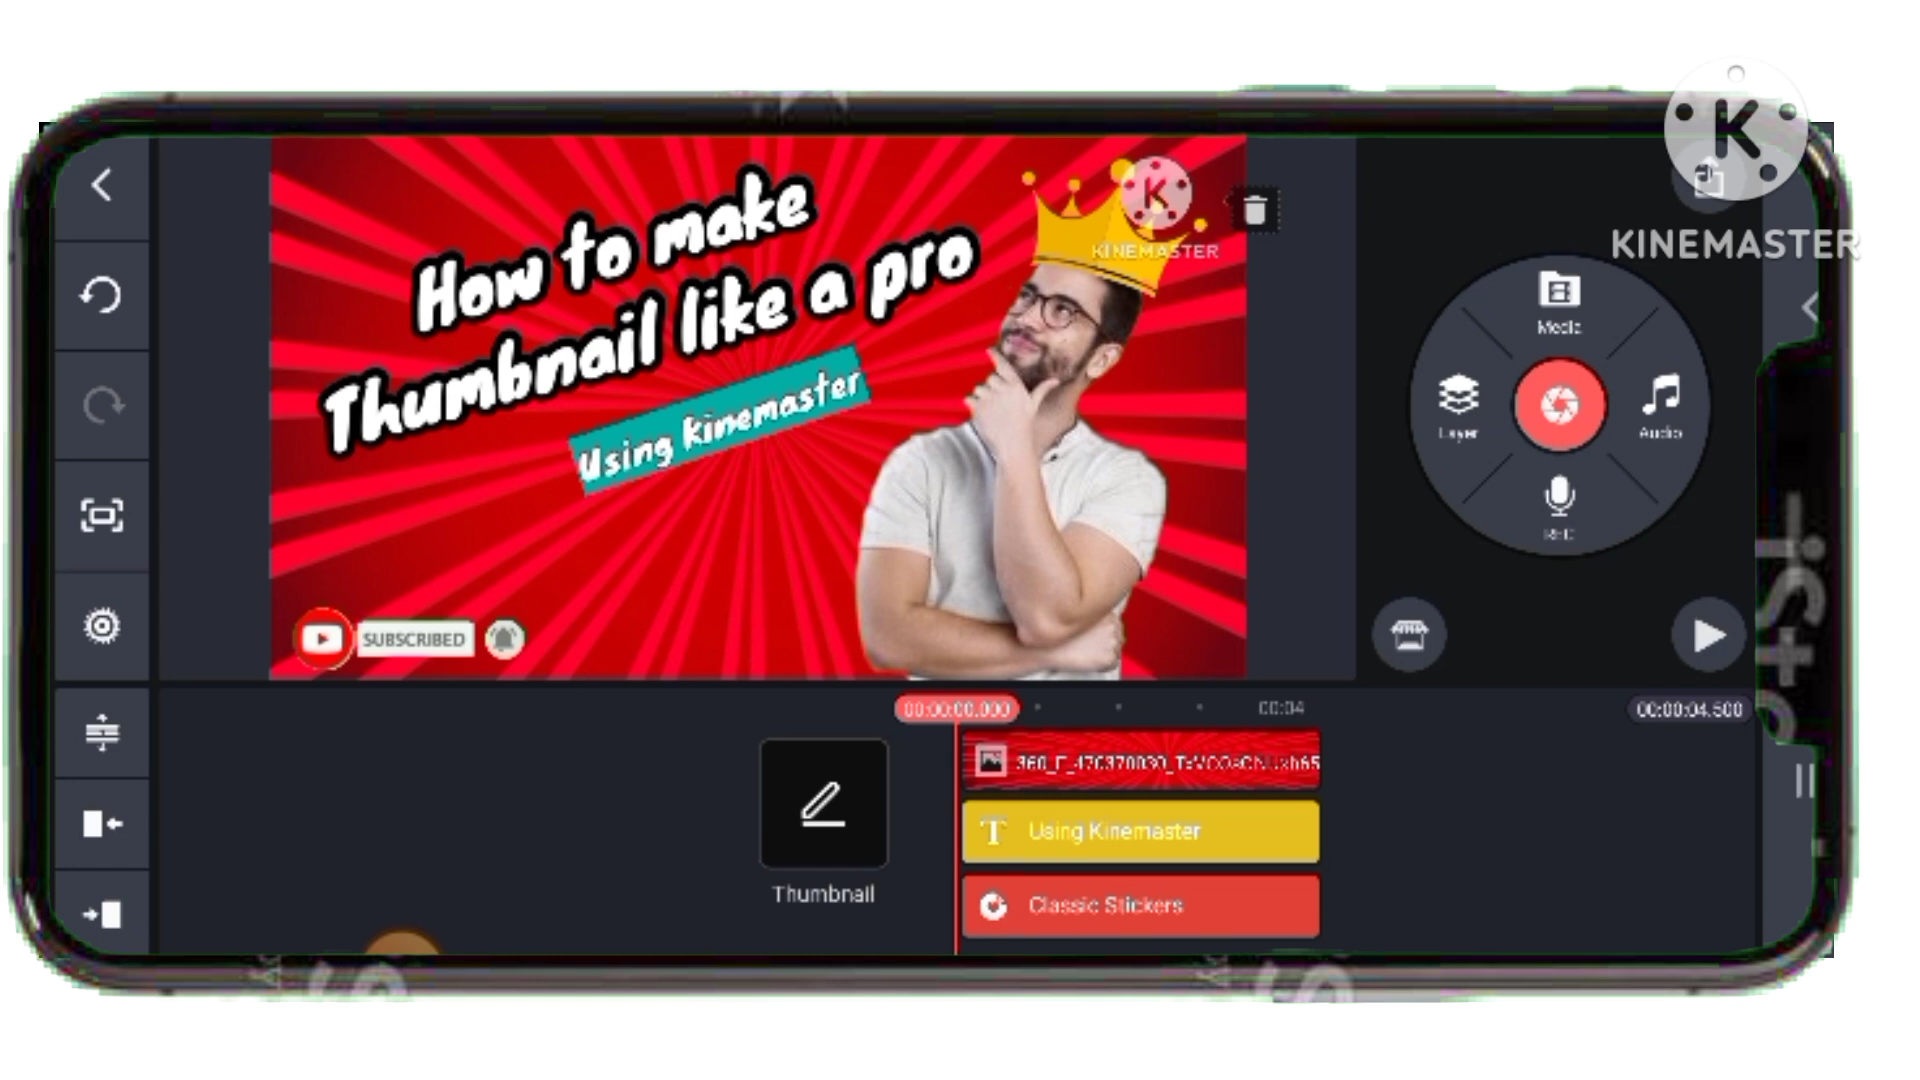 K
KINEMASTER
How to make
Thumbnail like a pro
Using Kinemaster
K
KINEMASTER
SUBSCRIBED
Media
Layer
Audio
REC
00:00:00.000
00:04
00:00:04.500
Thumbnail
T Using Kinemaster
Classic Stickers